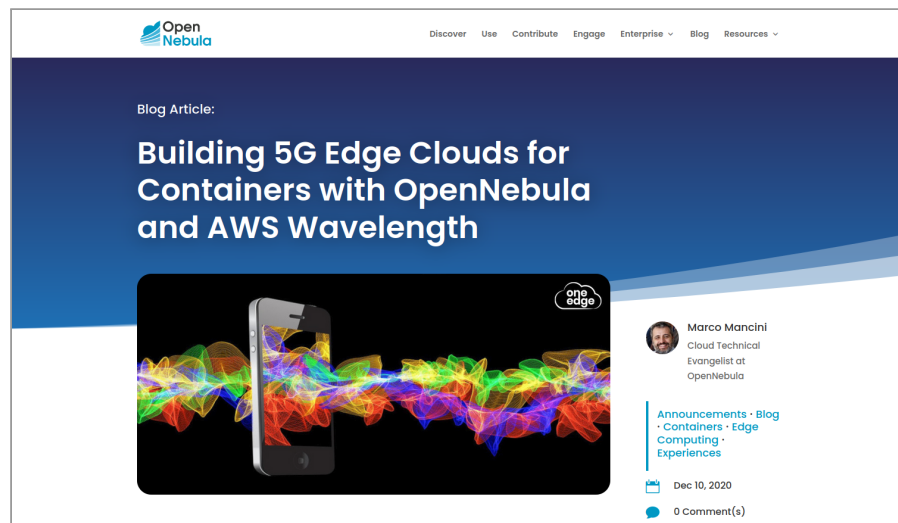 Open
Nebula
Discover Use Contribute Engage Enterprise Blog Resources
Blog Article:
Building 5G Edge Clouds for
Containers with OpenNebula
and AWS Wavelength
one
edge
Marco Mancini
Cloud Technical
Evangelist at
OpenNebula
Announcements · Blog
· Containers · Edge
Computing ·
Experiences
Dec 10, 2020
0 Comment(s)